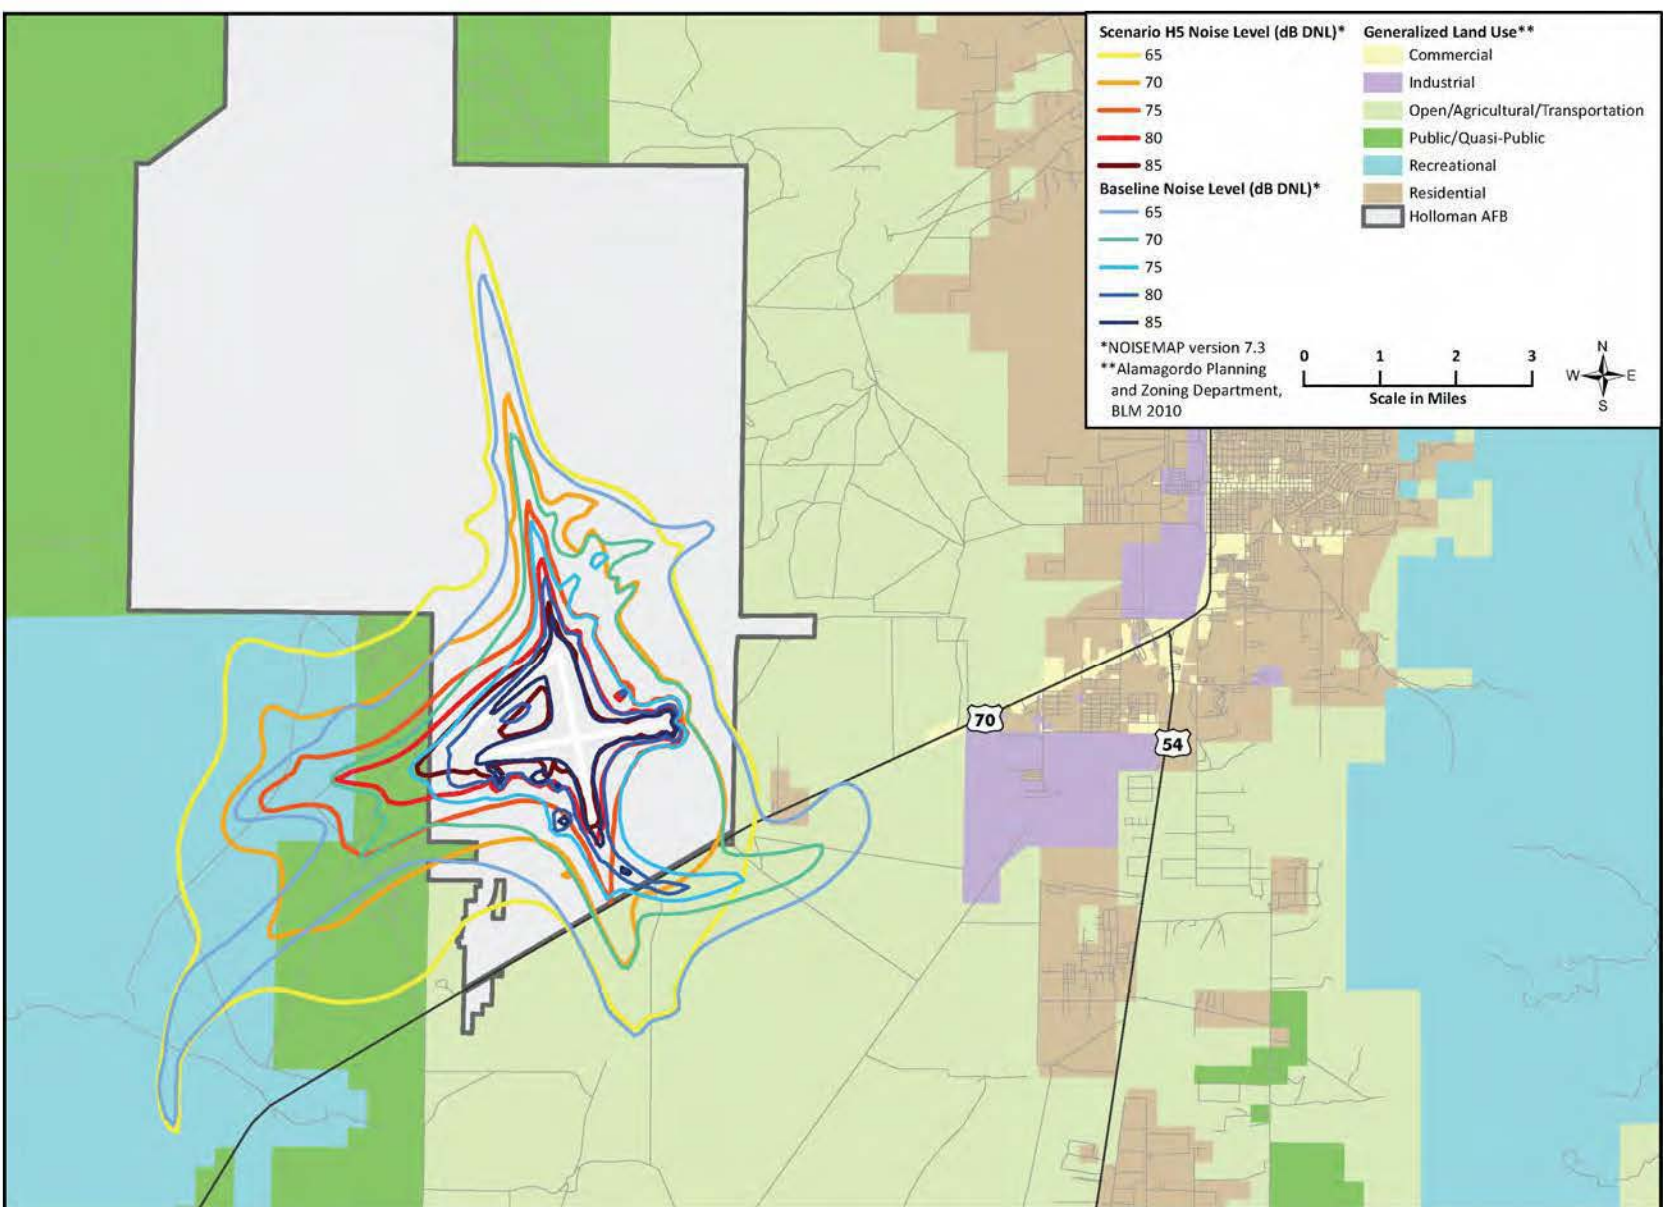 Scenario H5 Noise Level (dB DNL)*
65
70
75
80
85
Baseline Noise Level (dB DNL)*
65
70
75
80
85
*NOISEMAP version 7.3
**Alamagordo Planning
and Zoning Department,
BLM 2010
Generalized Land Use**
Commercial
Industrial
Open/Agricultural/Transportation
Public/Quasi-Public
Recreational
Residential
Holloman AFB
0 1 2 3
Scale in Miles
N
W E
S
70
54